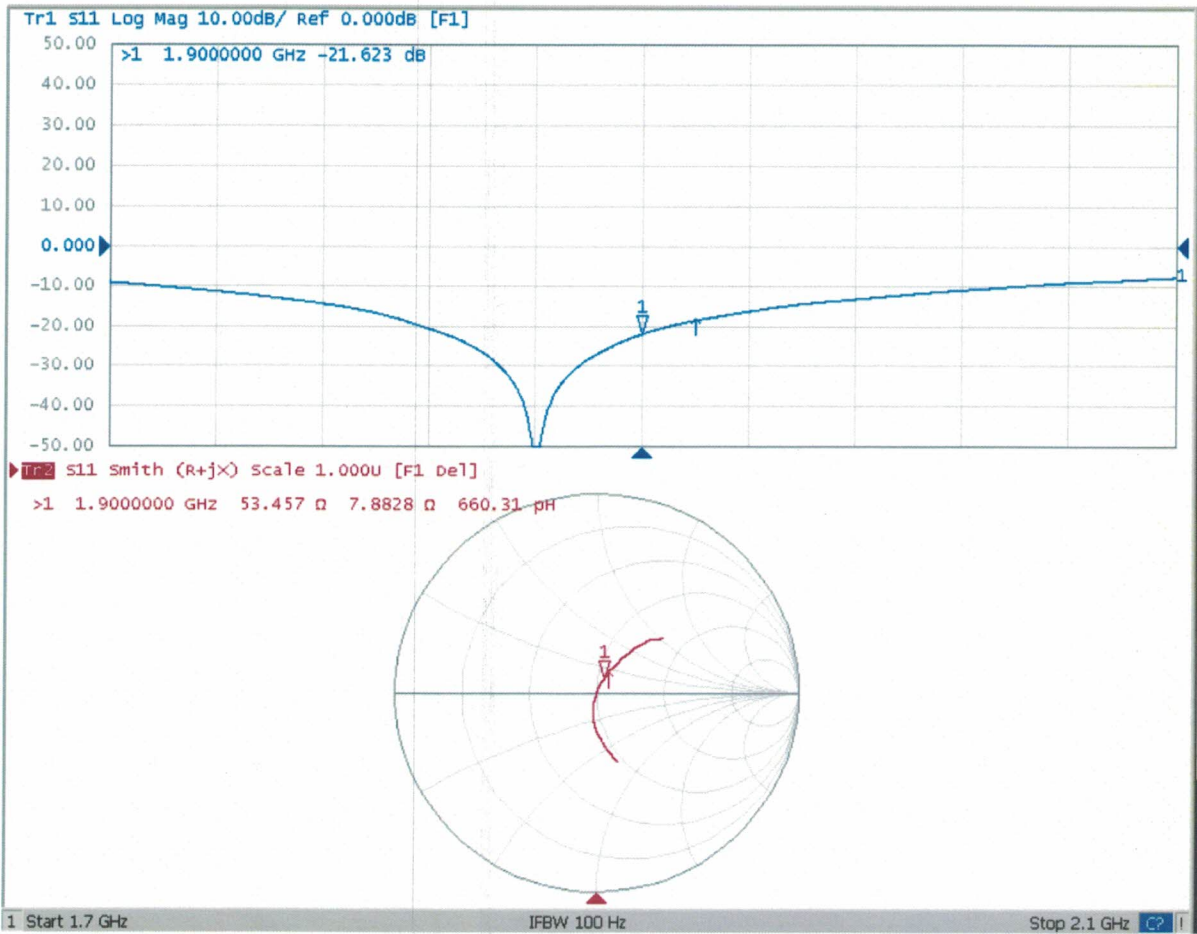 Tr1 S11 Log Mag 10.00dB/ Ref 0.000dB [F1]
50.00
>1 1.9000000 GHz -21.623 dB
40.00
30.00
20.00
10.00
0.000
-10.00
1
1
-20.00
-30.00
-40.00
-50.00
Tr2 S11 Smith (R+jX) Scale 1.000U [F1 Del]
>1 1.9000000 GHz 53.457 Ω 7.8828 Ω 660.31 pH
1
1 Start 1.7 GHz IFBW 100 Hz Stop 2.1 GHz C? !